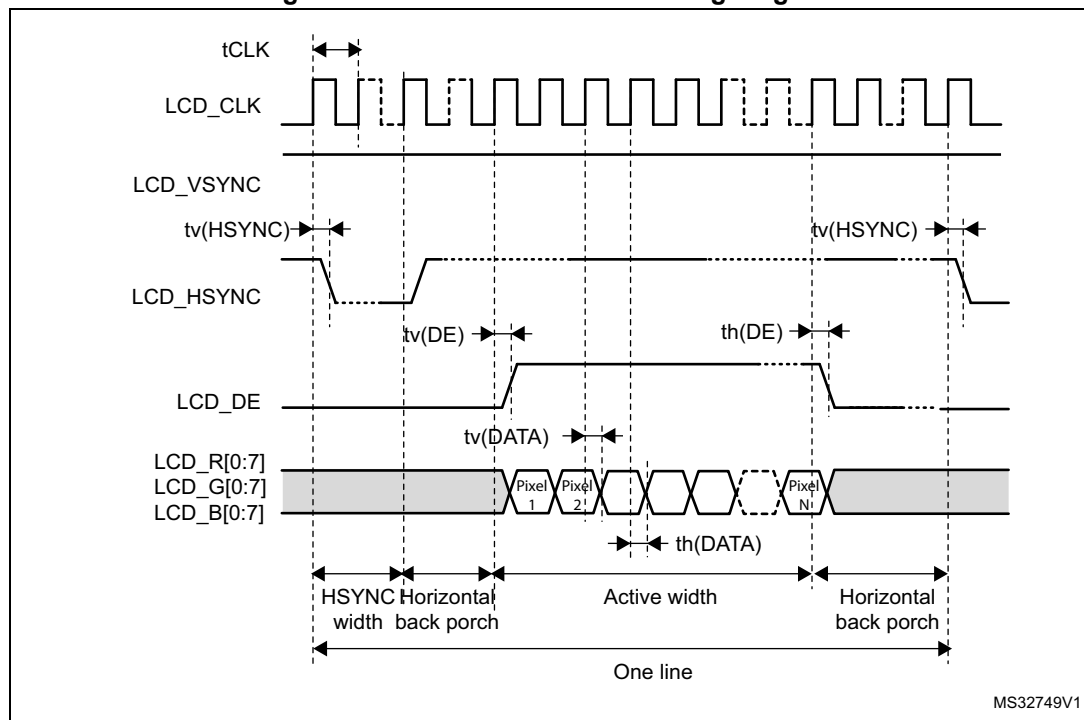 tCLK
LCD_CLK
LCD_VSYNC
tv(HSYNC)
tv(HSYNC)
LCD_HSYNC
tv(DE)
th(DE)
LCD_DE
tv(DATA)
LCD_R[0:7]
LCD_G[0:7]
LCD_B[0:7]
Pixel
1
Pixel
2
Pixel
N
th(DATA)
HSYNC
width
Horizontal
back porch
Active width
Horizontal
back porch
One line
MS32749V1